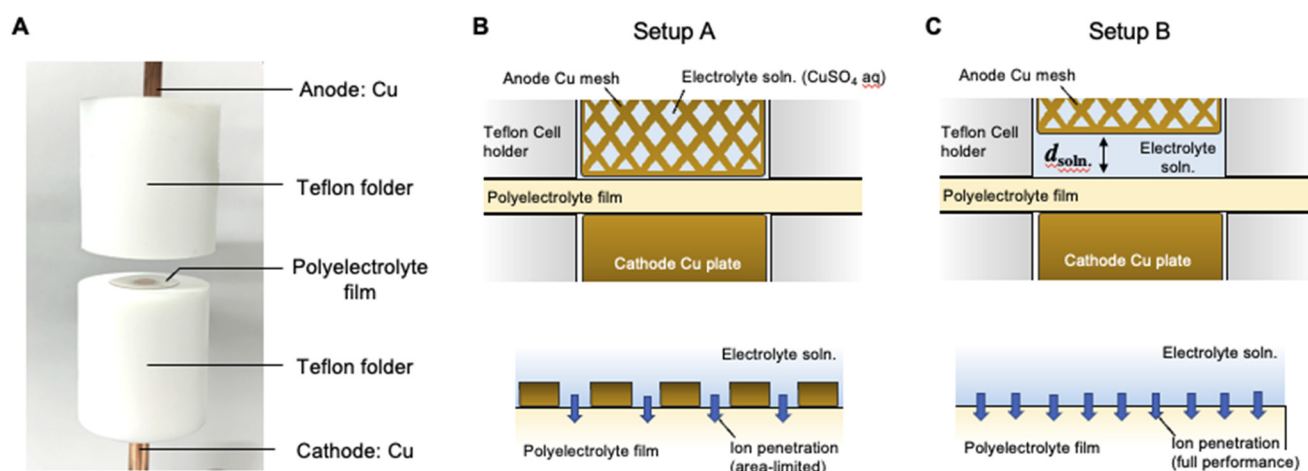 A
Anode: Cu
Teflon folder
Polyelectrolyte
film
Teflon folder
Cathode: Cu
B
Setup A
Anode Cu mesh
Electrolyte soln. (CuSO4 aq)
Teflon Cell
holder
Polyelectrolyte film
Cathode Cu plate
Electrolyte soln.
Polyelectrolyte film
Ion penetration
(area-limited)
C
Setup B
Anode Cu mesh
Teflon Cell
holder
dsoln.
Electrolyte
soln.
Polyelectrolyte film
Cathode Cu plate
Electrolyte soln.
Polyelectrolyte film
Ion penetration
(full performance)